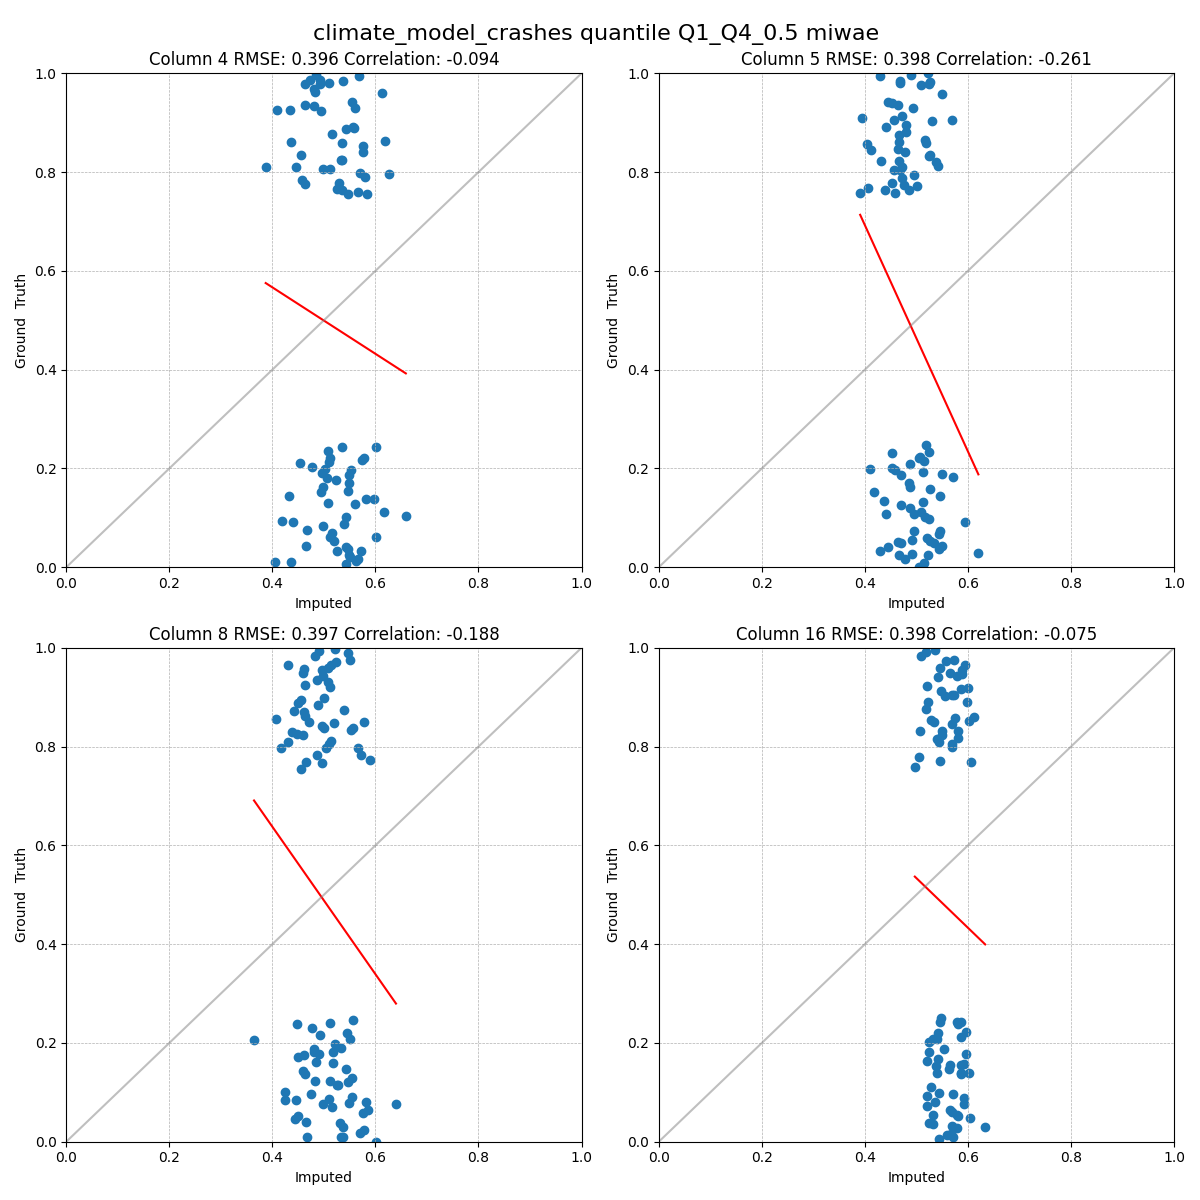 climate_model_crashes quantile Q1_Q4_0.5 miwae
Column 4 RMSE: 0.396 Correlation: -0.094
1.0
0.8
0.6
0.4
0.2
0.0
Ground  Truth
0.0 0.2 0.4 0.6 0.8 1.0
Imputed
Column 5 RMSE: 0.398 Correlation: -0.261
1.0
0.8
0.6
0.4
0.2
0.0
Ground  Truth
0.0 0.2 0.4 0.6 0.8 1.0
Imputed
Column 8 RMSE: 0.397 Correlation: -0.188
1.0
0.8
0.6
0.4
0.2
0.0
Ground  Truth
0.0 0.2 0.4 0.6 0.8 1.0
Imputed
Column 16 RMSE: 0.398 Correlation: -0.075
1.0
0.8
0.6
0.4
0.2
0.0
Ground  Truth
0.0 0.2 0.4 0.6 0.8 1.0
Imputed